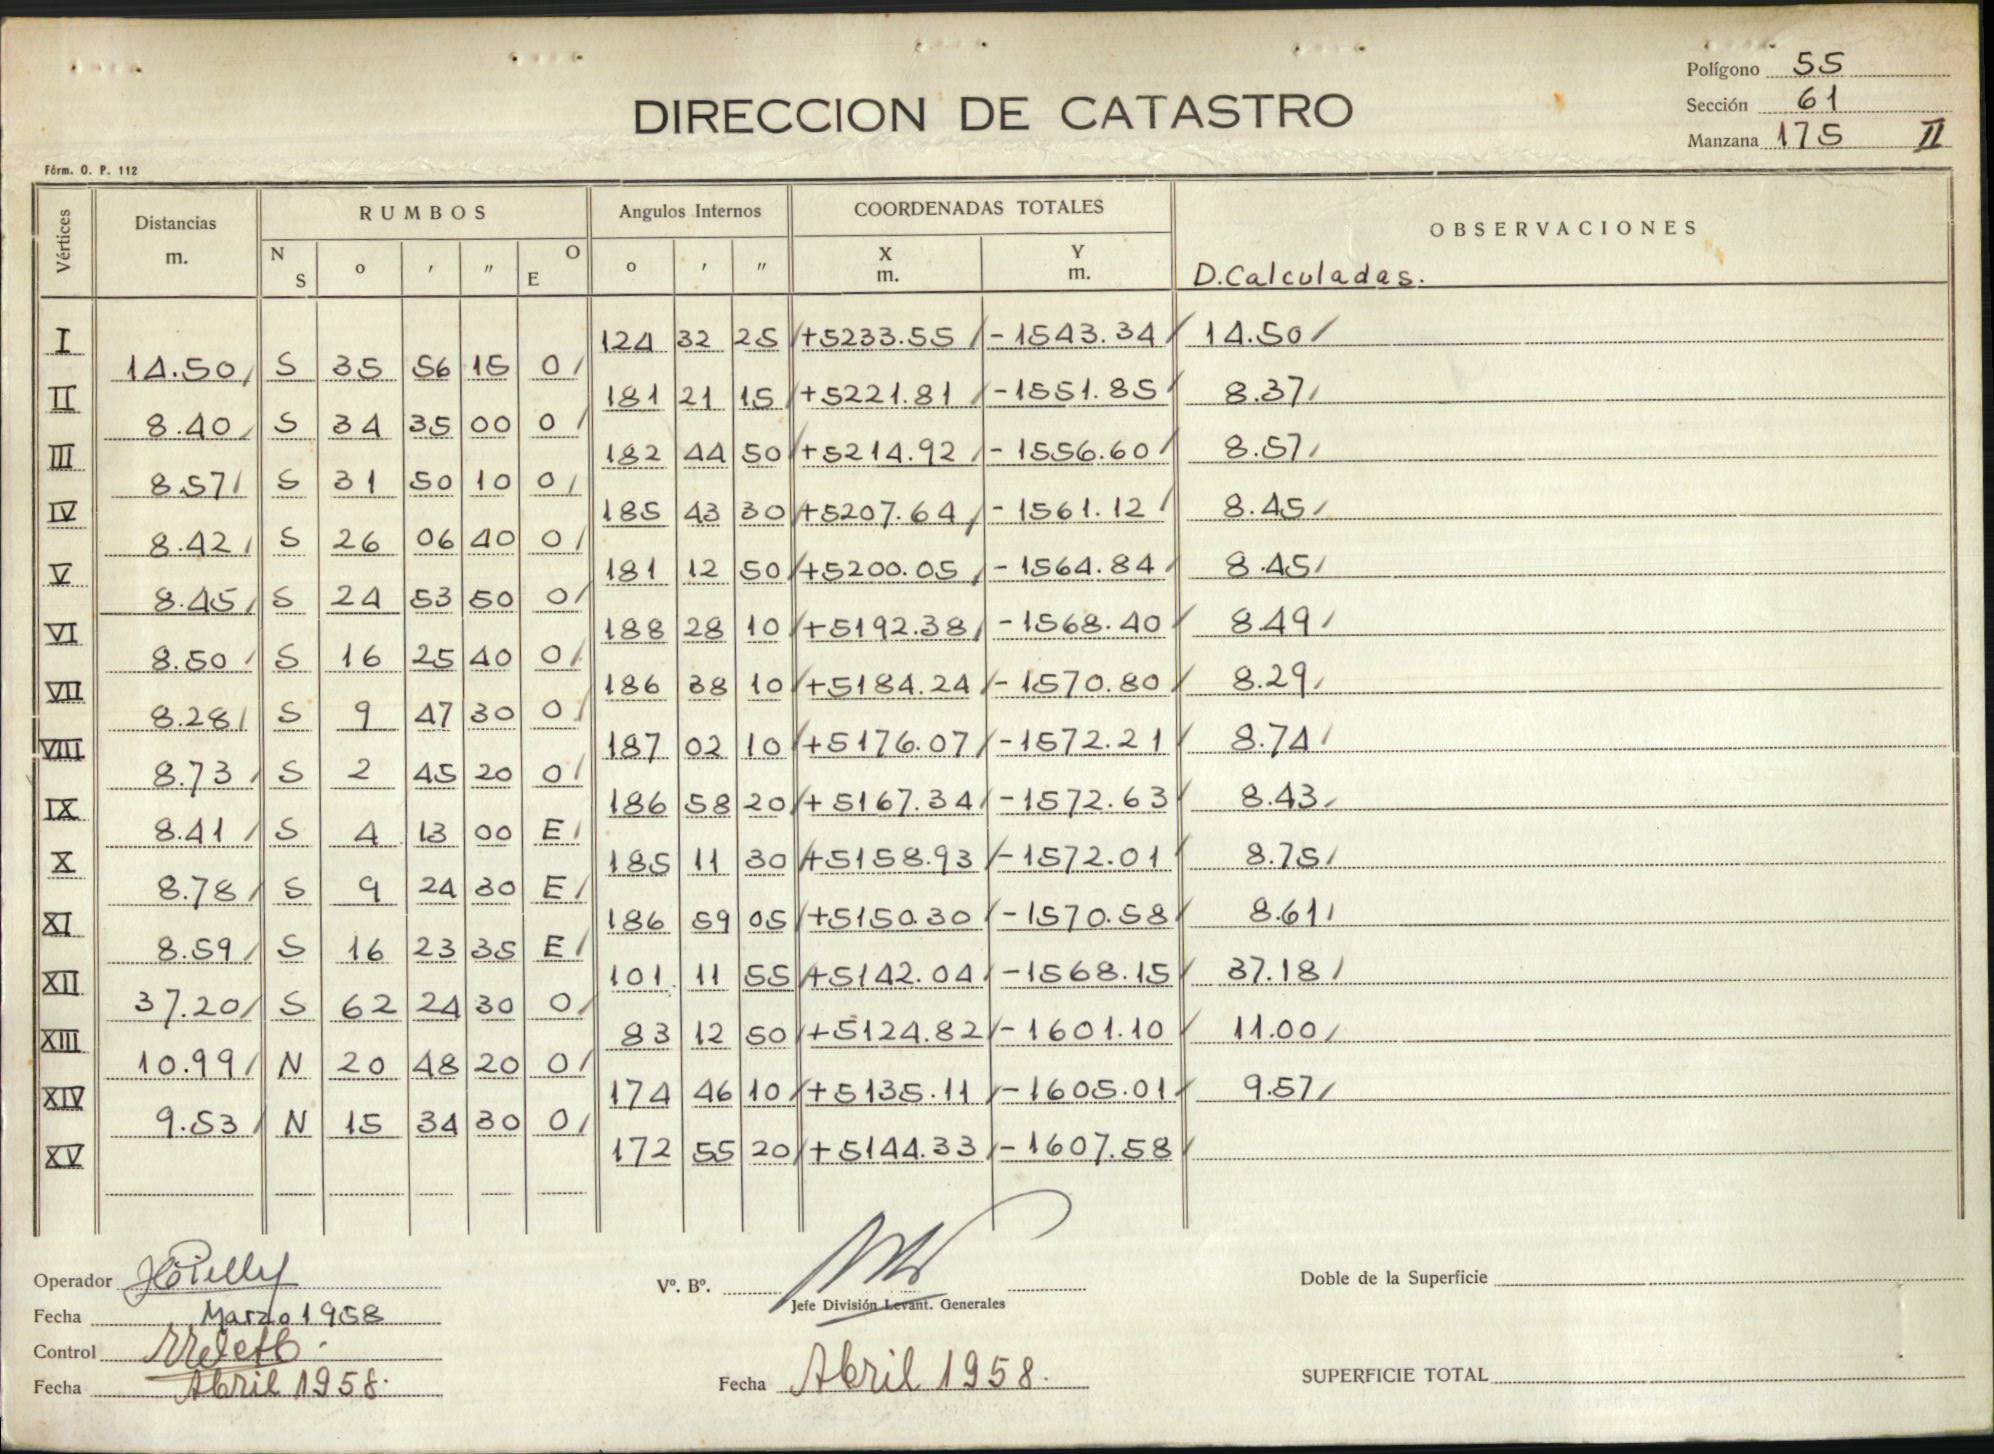 Polígono 55
Sección 61
Manzana 175 II
DIRECCION DE CATASTRO
Fórm. O. P. 112
Vértices Distancias m. RUMBOS Angulos Internos COORDENADAS TOTALES OBSERVACIONES
N S o ′ ″ O E o ′ ″ X m. Y m. D.Calculadas.
I 124 32 25 +5233.55 -1543.34 14.50
14.50 S 35 56 15 O
II 181 21 15 +5221.81 -1551.85 8.37
8.40 S 34 35 00 O
III 182 44 50 +5214.92 -1556.60 8.57
8.57 S 31 50 10 O
IV 185 43 30 +5207.64 -1561.12 8.45
8.42 S 26 06 40 O
V 181 12 50 +5200.05 -1564.84 8.45
8.45 S 24 53 50 O
VI 188 28 10 +5192.38 -1568.40 8.49
8.50 S 16 25 40 O
VII 186 38 10 +5184.24 -1570.80 8.29
8.28 S 9 47 30 O
VIII 187 02 10 +5176.07 -1572.21 8.74
8.73 S 2 45 20 O
IX 186 58 20 +5167.34 -1572.63 8.43
8.41 S 4 13 00 E
X 185 11 30 +5158.93 -1572.01 8.75
8.78 S 9 24 30 E
XI 186 59 05 +5150.30 -1570.58 8.61
8.59 S 16 23 35 E
XII 101 11 55 +5142.04 -1568.15 37.18
37.20 S 62 24 30 O
XIII 83 12 50 +5124.82 -1601.10 11.00
10.99 N 20 48 20 O
XIV 174 46 10 +5135.11 -1605.01 9.57
9.53 N 15 34 30 O
XV 172 55 20 +5144.33 -1607.58
Operador
Fecha Marzo 1958
Control
Fecha Abril 1958.
Vº. Bº.
Jefe División Levant. Generales
Fecha Abril 1958.
Doble de la Superficie
SUPERFICIE TOTAL